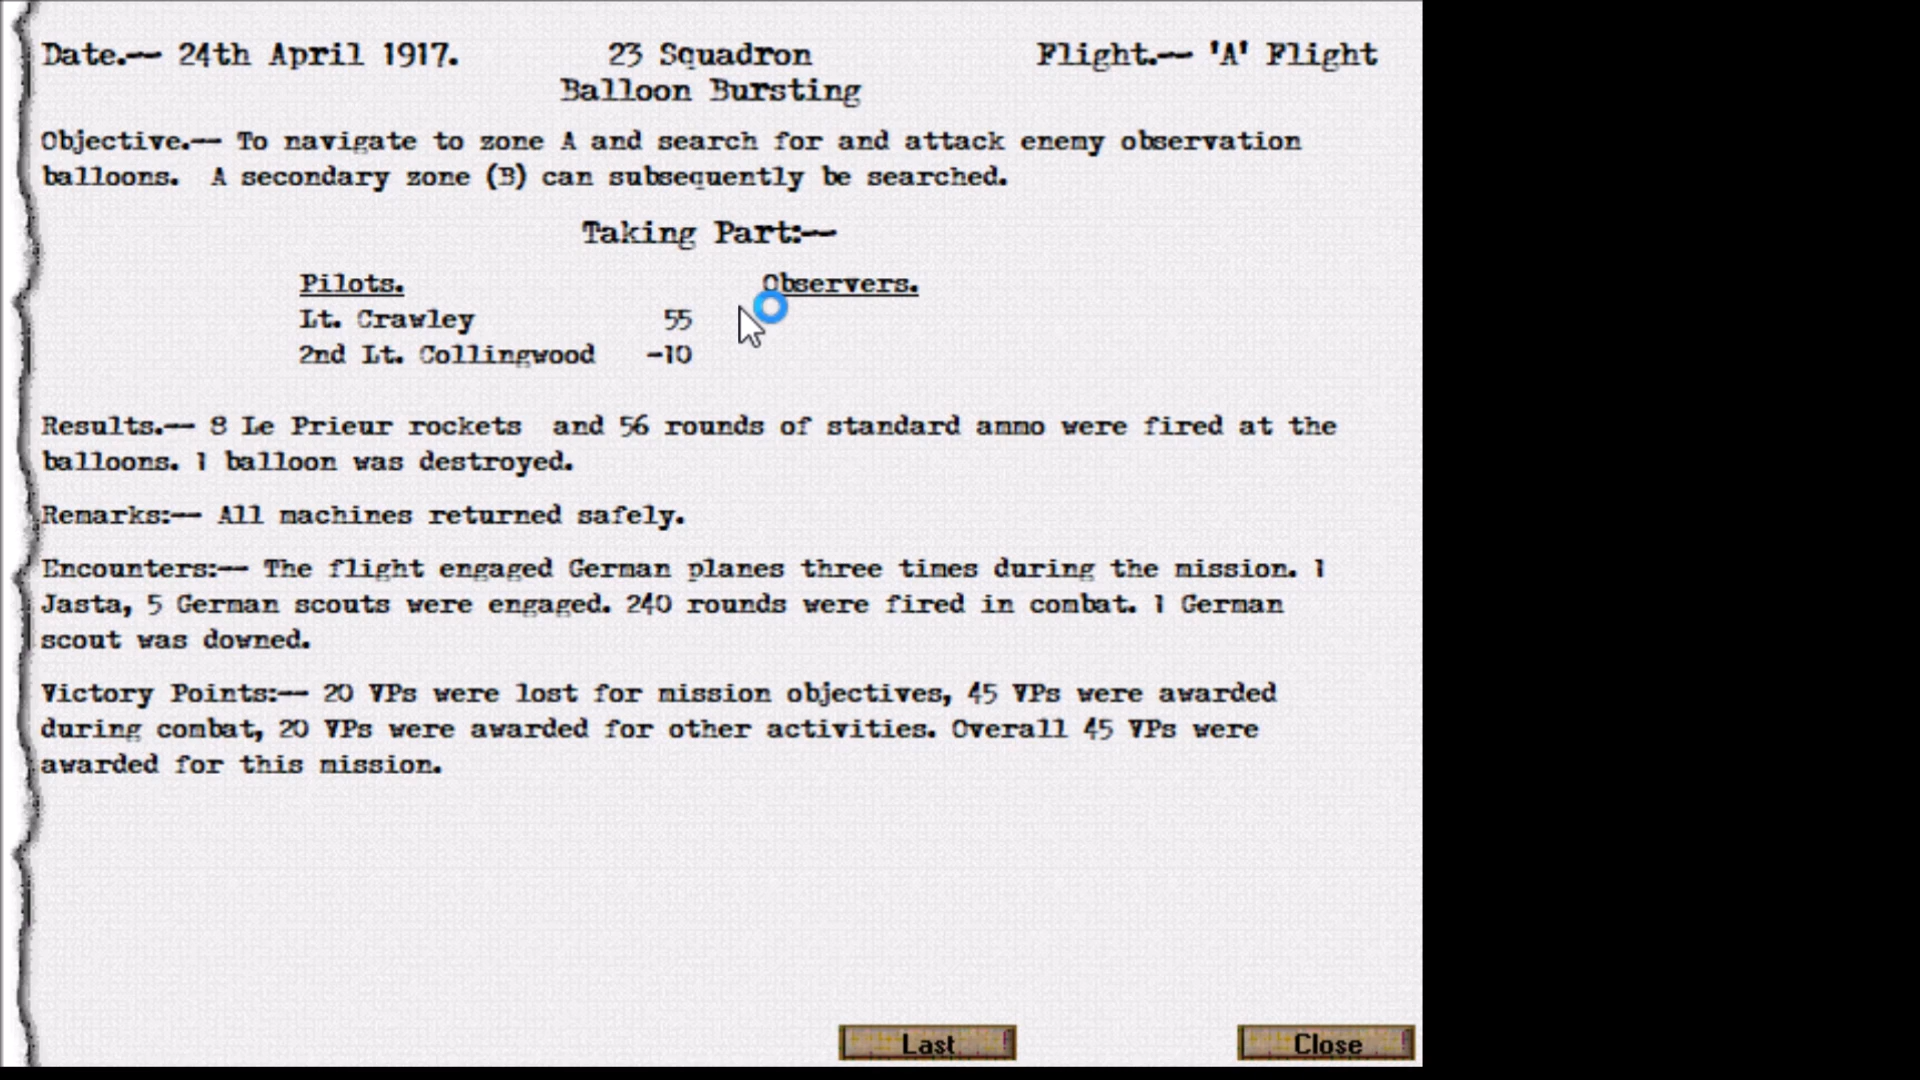 Date.-- 24th April 1917. 23 Squadron Flight.-- 'A' Flight
Balloon Bursting
Objective.-- To navigate to zone A and search for and attack enemy observation
balloons. A secondary zone (B) can subsequently be searched.
Taking Part:--
Pilots. Observers.
Lt. Crawley 55
2nd Lt. Collingwood -10
Results.-- 8 Le Prieur rockets and 56 rounds of standard ammo were fired at the
balloons. 1 balloon was destroyed.
Remarks:-- All machines returned safely.
Encounters:-- The flight engaged German planes three times during the mission. 1
Jasta, 5 German scouts were engaged. 240 rounds were fired in combat. 1 German
scout was downed.
Victory Points:-- 20 VPs were lost for mission objectives, 45 VPs were awarded
during combat, 20 VPs were awarded for other activities. Overall 45 VPs were
awarded for this mission.
Last Close